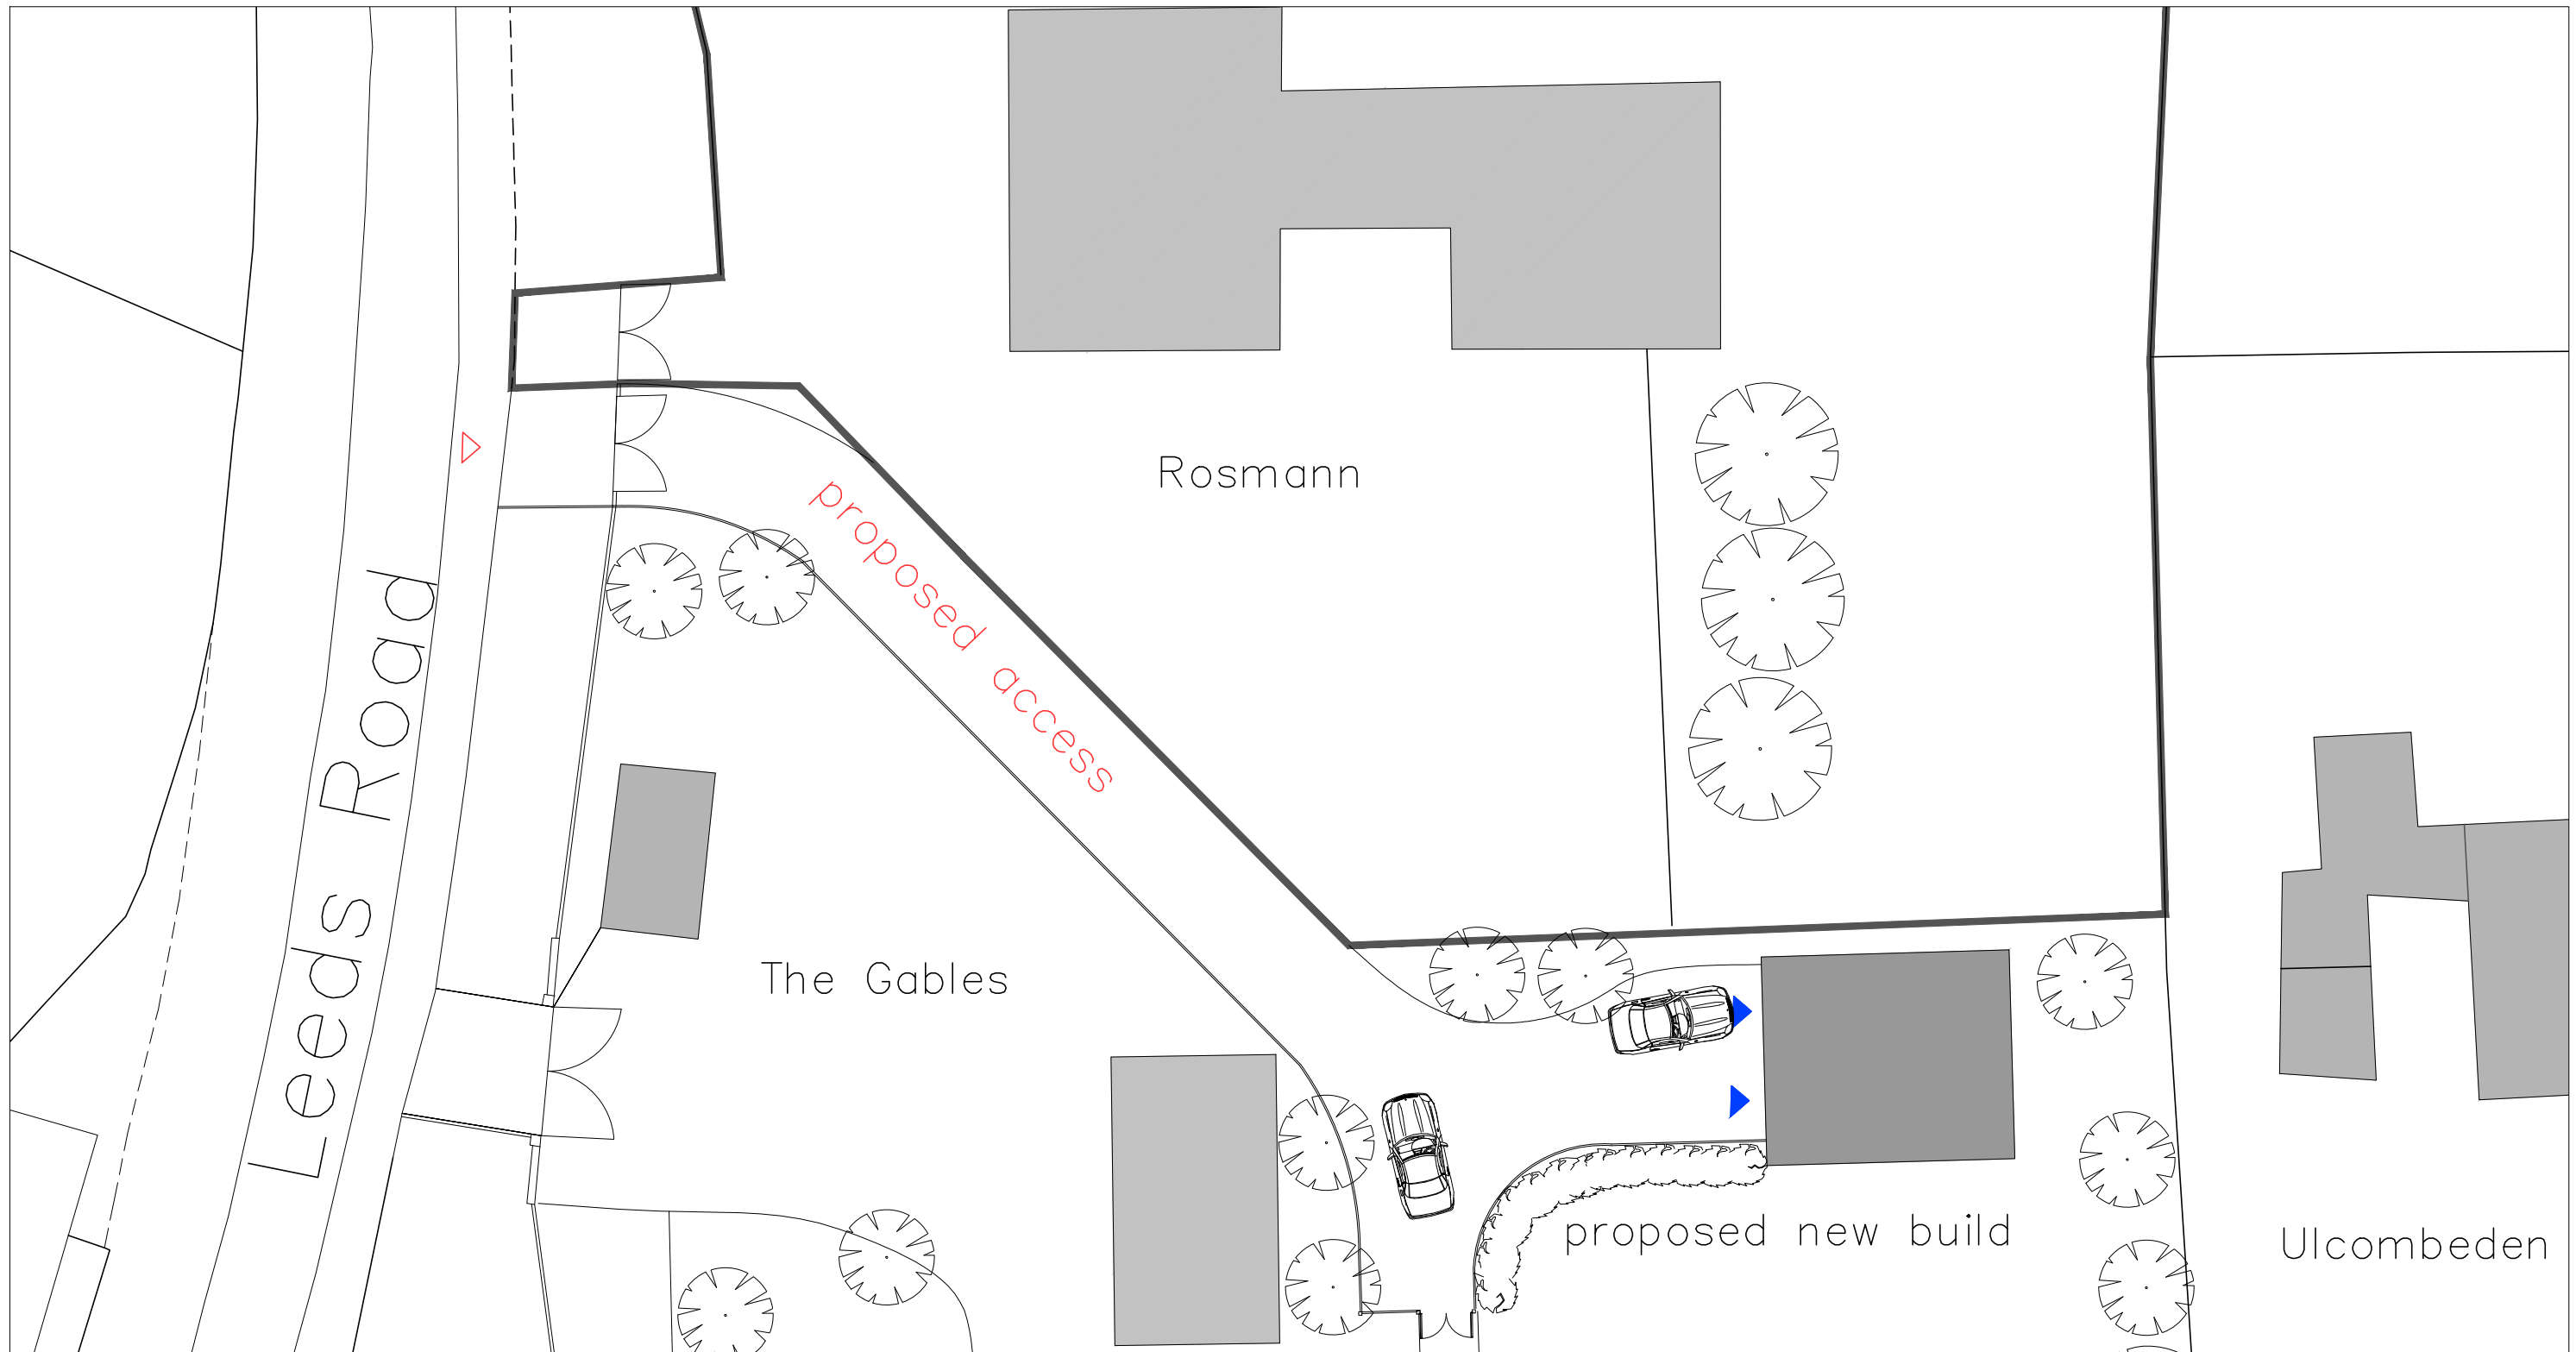 Leeds Road
Rosmann
proposed access
The Gables
proposed new build
Ulcombeden